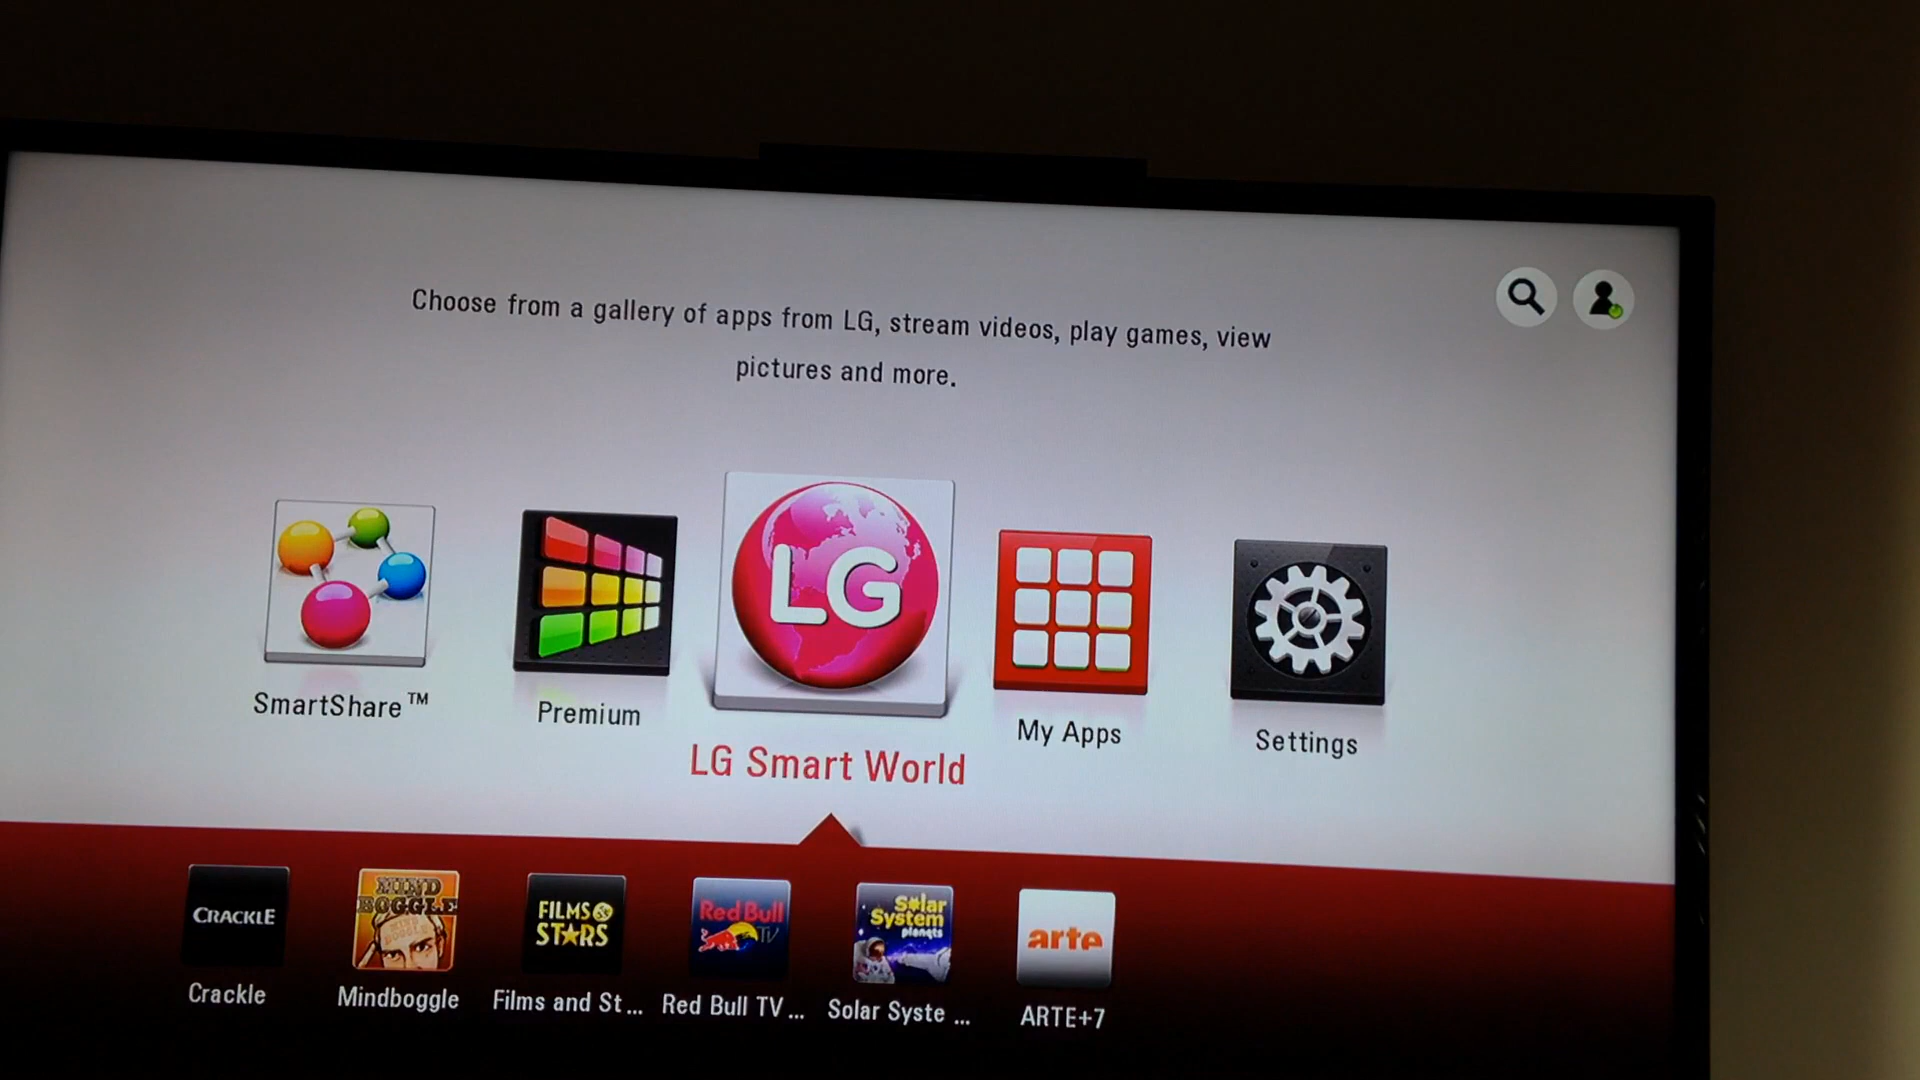 Choose from a gallery of apps from LG, stream videos, play games, view
pictures and more.
LG
SmartShare™
Premium
LG Smart World
My Apps
Settings
CRACKLE
MIND
BOGGLE
FILMS &
STARS
Red Bull
TV
Solar
System
planets
arte
Crackle
Mindboggle
Films and St...
Red Bull TV ...
Solar Syste ...
ARTE+7